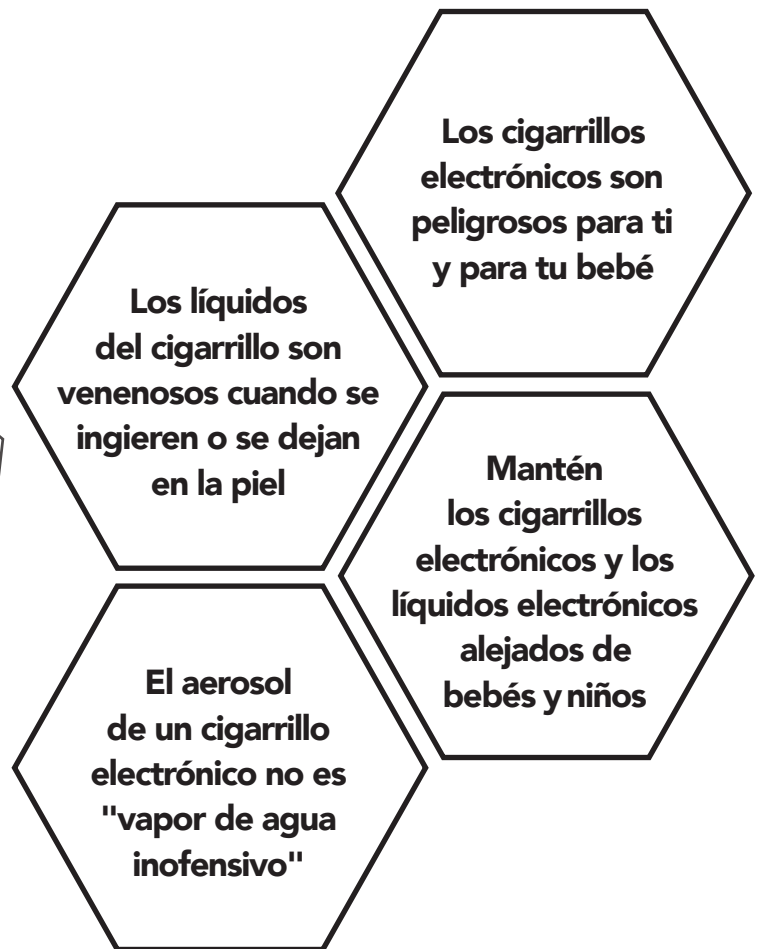 Los cigarrillos
electrónicos son
peligrosos para ti
y para tu bebé
Los líquidos
del cigarrillo son
venenosos cuando se
ingieren o se dejan
en la piel
Mantén
los cigarrillos
electrónicos y los
líquidos electrónicos
alejados de
bebés y niños
El aerosol
de un cigarrillo
electrónico no es
"vapor de agua
inofensivo"